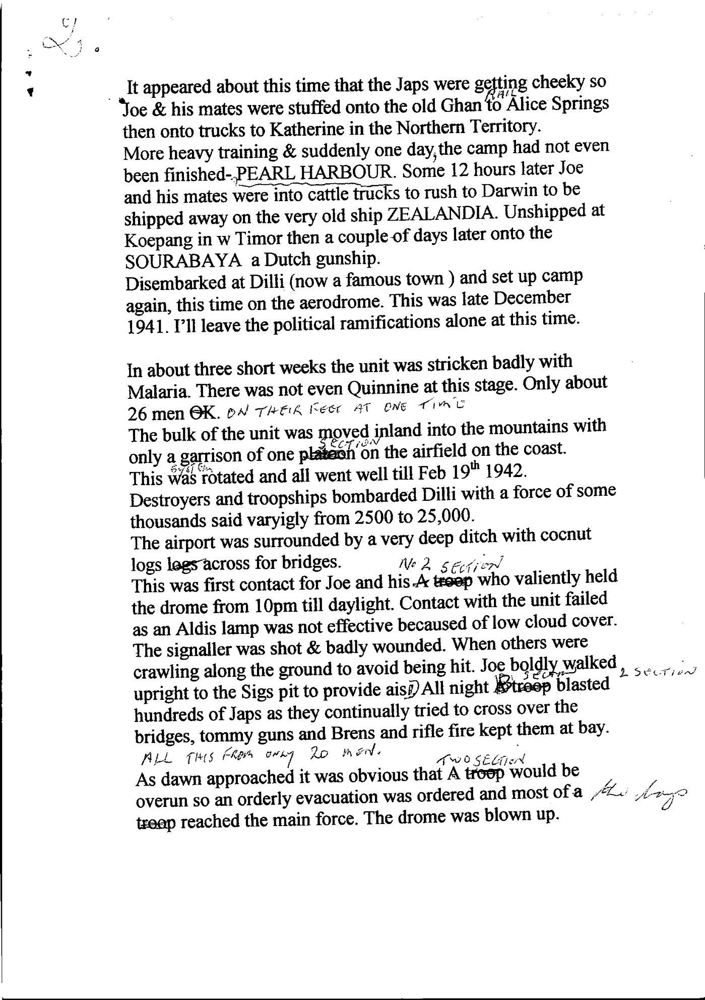 2.
It appeared about this time that the Japs were getting cheeky so
RAIL
Joe & his mates were stuffed onto the old Ghan to Alice Springs
then onto trucks to Katherine in the Northern Territory.
More heavy training & suddenly one day, the camp had not even
been finished- PEARL HARBOUR. Some 12 hours later Joe
and his mates were into cattle trucks to rush to Darwin to be
shipped away on the very old ship ZEALANDIA. Unshipped at
Koepang in w Timor then a couple of days later onto the
SOURABAYA a Dutch gunship.
Disembarked at Dilli (now a famous town ) and set up camp
again, this time on the aerodrome. This was late December
1941. I'll leave the political ramifications alone at this time.
In about three short weeks the unit was stricken badly with
Malaria. There was not even Quinnine at this stage. Only about
26 men OK. ON THEIR FEET AT ONE TIME
The bulk of the unit was moved inland into the mountains with
SECTION
only a garrison of one platoon on the airfield on the coast.
SYSTEM
This was rotated and all went well till Feb 19th 1942.
Destroyers and troopships bombarded Dilli with a force of some
thousands said varyigly from 2500 to 25,000.
The airport was surrounded by a very deep ditch with cocnut
logs logs across for bridges.
No 2 SECTION
This was first contact for Joe and his A troop who valiently held
the drome from 10pm till daylight. Contact with the unit failed
as an Aldis lamp was not effective becaused of low cloud cover.
The signaller was shot & badly wounded. When others were
crawling along the ground to avoid being hit. Joe boldly walked
SECTION 2 SECTION
upright to the Sigs pit to provide aisD All night troop blasted
hundreds of Japs as they continually tried to cross over the
bridges, tommy guns and Brens and rifle fire kept them at bay.
ALL THIS FROM ONLY 20 MEN.
TWO SECTION
As dawn approached it was obvious that A troop would be
overun so an orderly evacuation was ordered and most of a the boys
troop reached the main force. The drome was blown up.